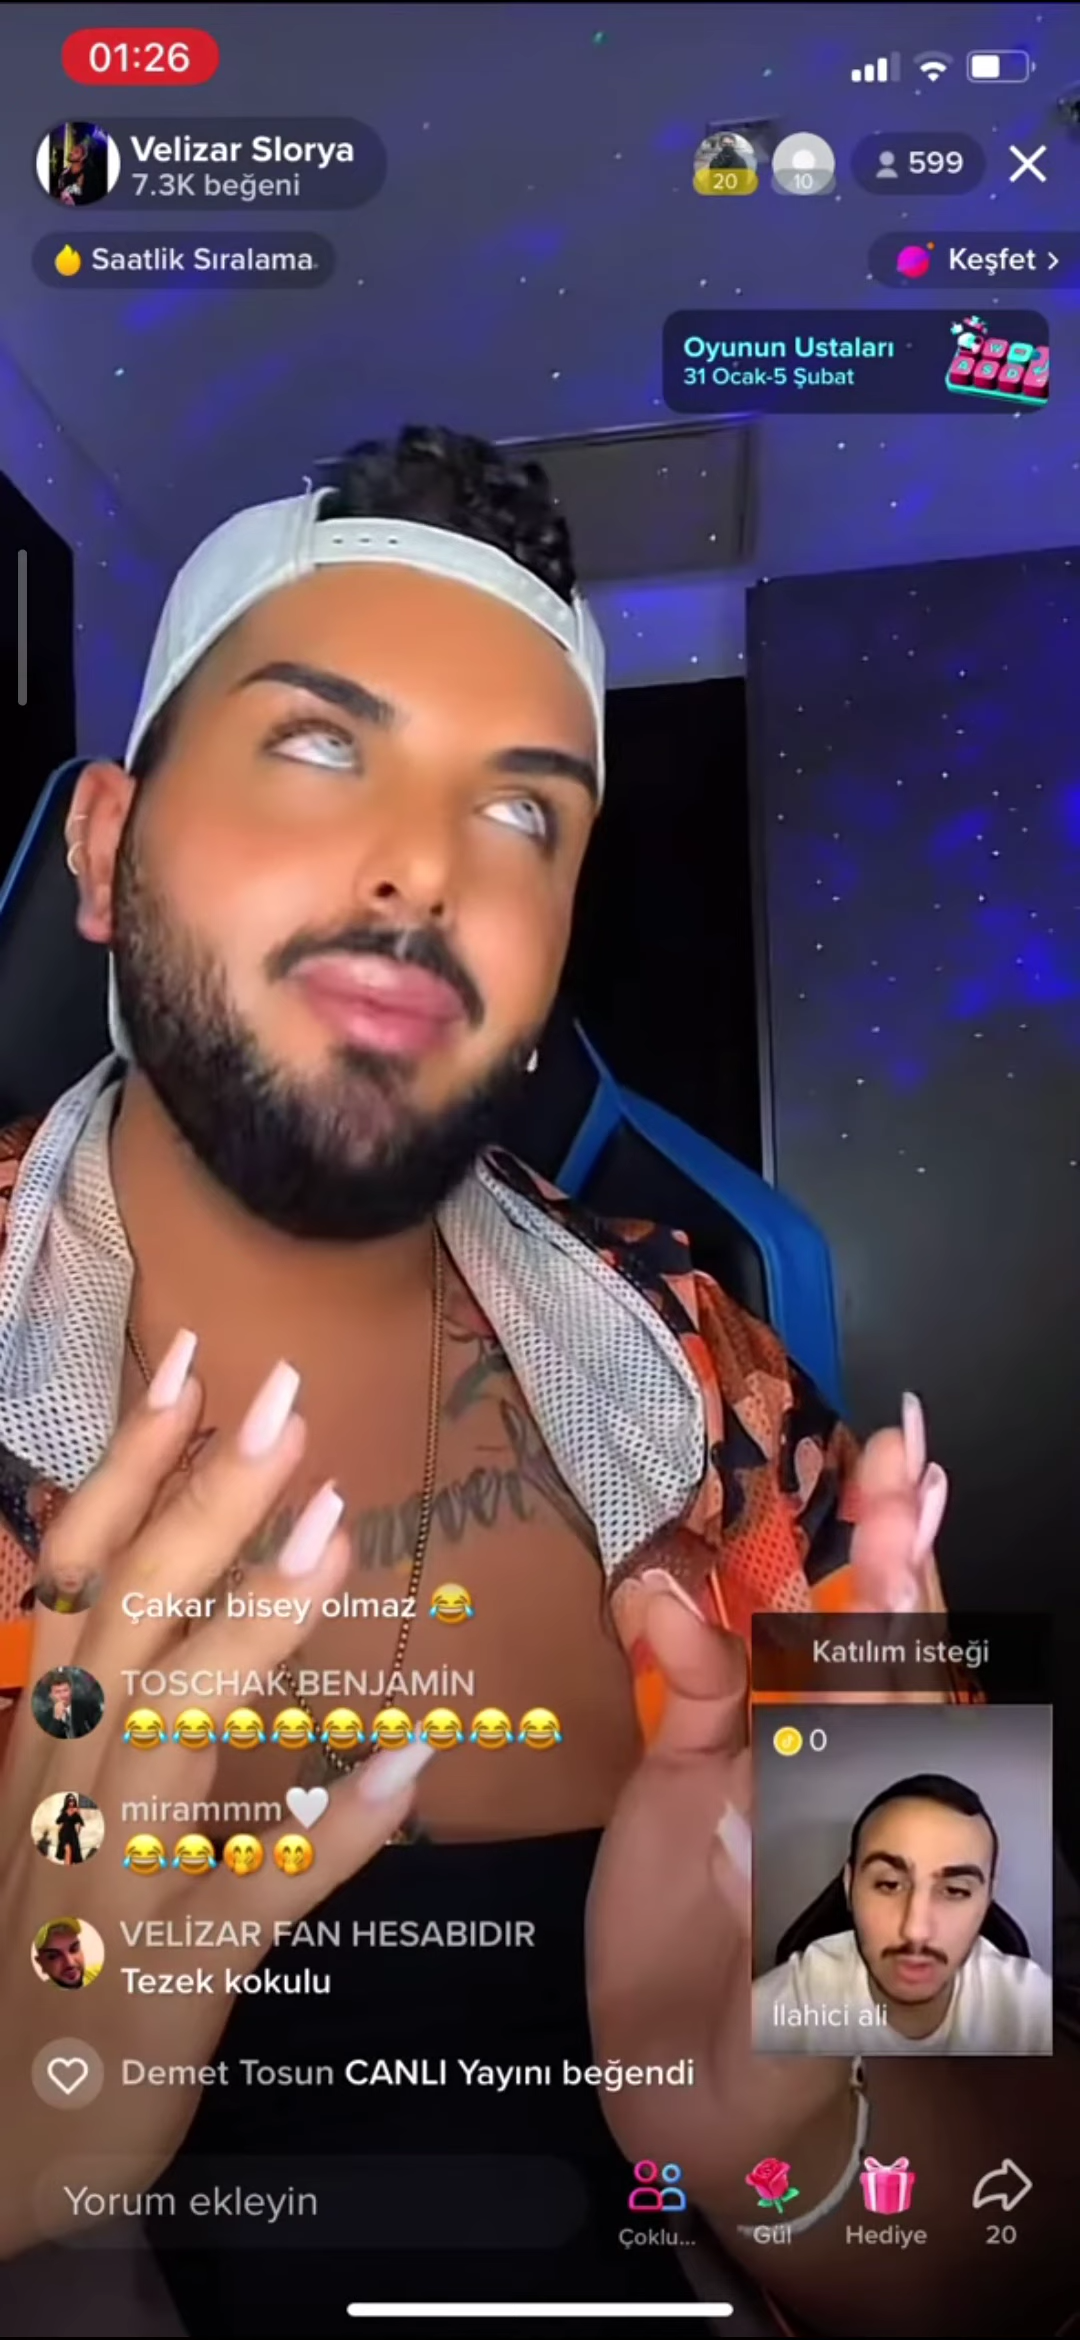 01:26
Velizar Slorya
7.3K beğeni
20
10
599
Saatlik Sıralama
Keşfet >
Oyunun Ustaları
31 Ocak-5 Şubat
Çakar bisey olmaz 😂
TOSCHAK BENJAMİN
😂😂😂😂😂😂😂😂😂
mirammm🤍
😂😂🤭🤭
VELİZAR FAN HESABIDIR
Tezek kokulu
Demet Tosun CANLI Yayını beğendi
Katılım isteği
0
İlahici ali
Yorum ekleyin
Çoklu...
Gül
Hediye
20